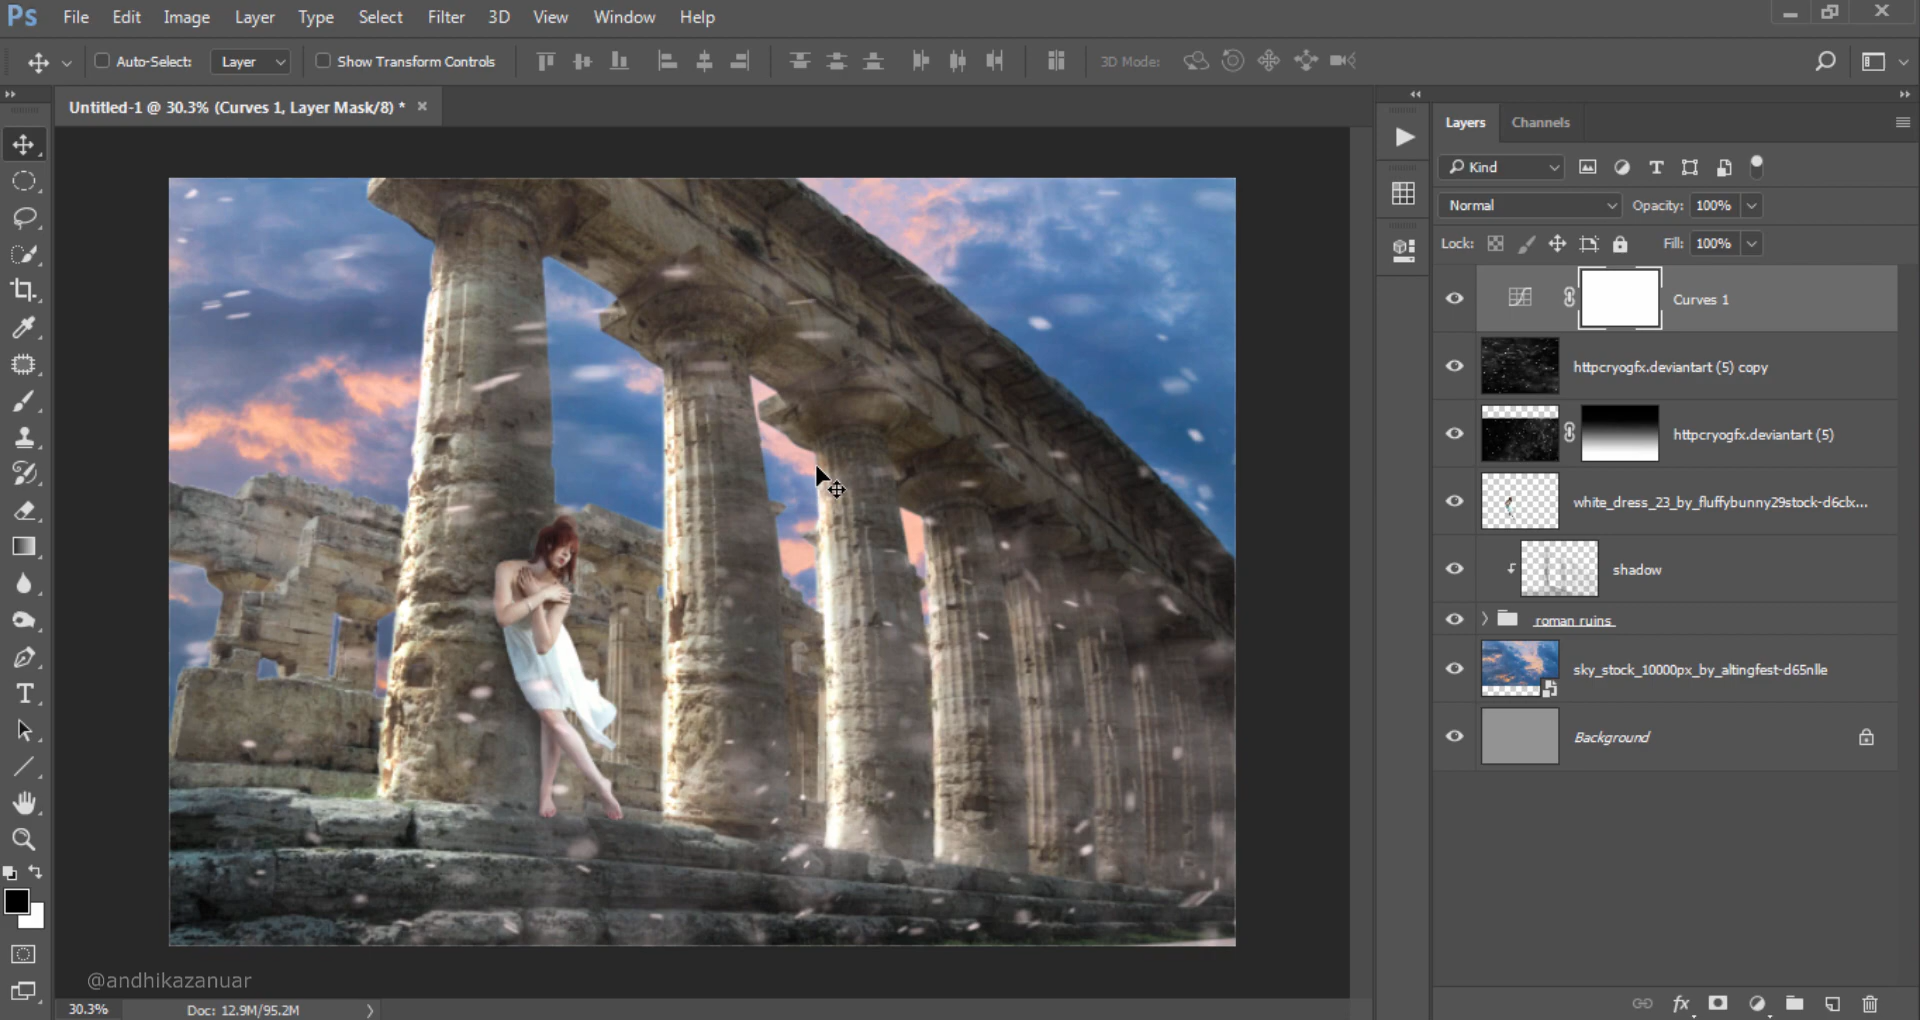 Ps File Edit Image Layer Type Select Filter 3D View Window Help
Auto-Select: Layer Show Transform Controls 3D Mode:
Untitled-1 @ 30.3% (Curves 1, Layer Mask/8) *
Layers Channels
Kind
Normal Opacity: 100%
Lock: Fill: 100%
Curves 1
httpcryogfx.deviantart (5) copy
httpcryogfx.deviantart (5)
white_dress_23_by_fluffybunny29stock-d6clx...
shadow
roman ruins
sky_stock_10000px_by_altingfest-d65nlle
Background
@andhikazanuar
30.3% Doc: 12.9M/95.2M
fx